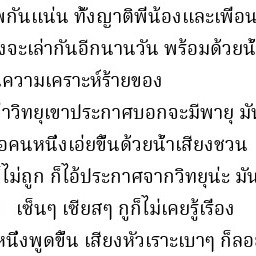 พกันแน่น ทั้งญาติพี่น้องและเพื่อน
งจะเล่ากันอีกนานวัน พร้อมด้วยน้ำ
นความเคราะห์ร้ายของ
าวิทยุเขาประกาศบอกจะมีพายุ มัน
อคนหนึ่งเอ่ยขึ้นด้วยน้ำเสียงชวน
ไม่ถูก ก็ไอ้ประกาศจากวิทยุน่ะ มัน
เซ็นๆ เซียสๆ กูก็ไม่เคยรู้เรื่อง
หนึ่งพูดขึ้น เสียงหัวเราะเบาๆ ก็ลอ